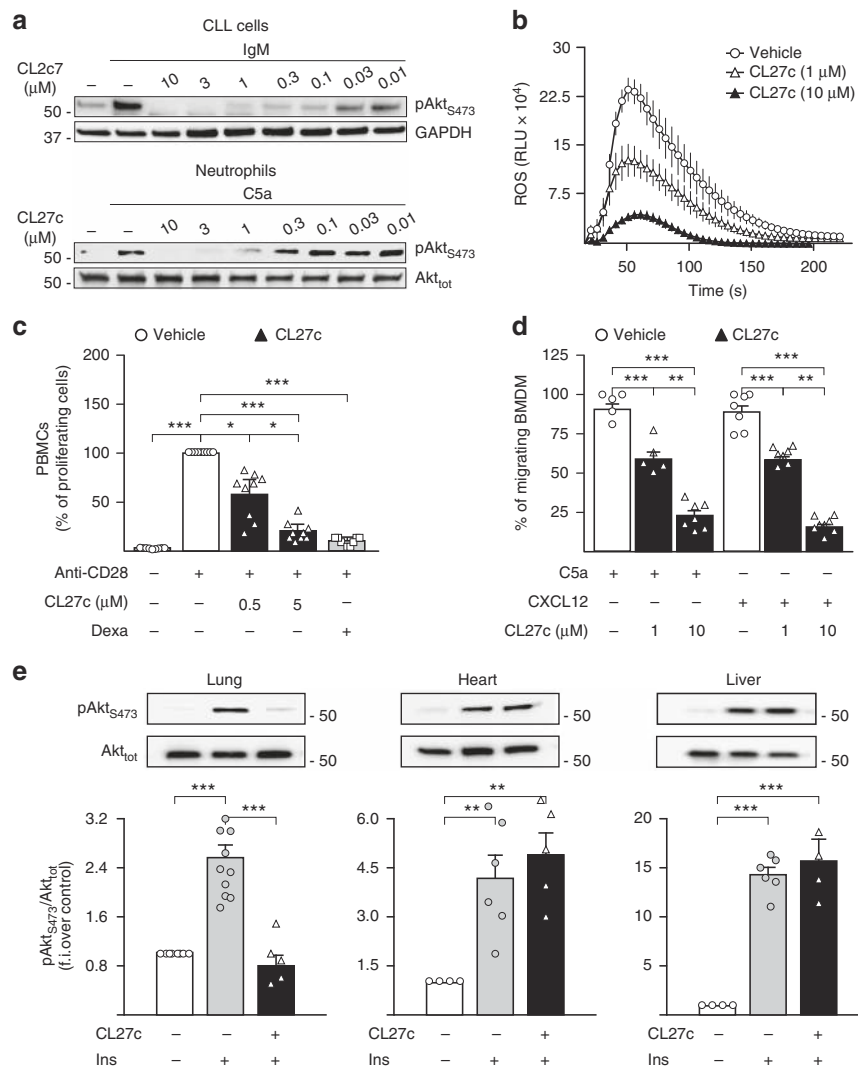 a
CLL cells
IgM
CL2c7
(μM)
– – 10 3 1 0.3 0.1 0.03 0.01
50 -
pAktS473
37 -
GAPDH
Neutrophils
C5a
CL27c
(μM)
– – 10 3 1 0.3 0.1 0.03 0.01
50 -
pAktS473
50 -
Akttot
b
30
22.5
15
7.5
ROS (RLU × 10⁴)
Vehicle
CL27c (1 μM)
CL27c (10 μM)
50 100 150 200
Time (s)
c
Vehicle CL27c
200
150
100
50
PBMCs
(% of proliferating cells)
***
***
*** * *
Anti-CD28 – + + + +
CL27c (μM) – – 0.5 5 –
Dexa – – – – +
d
Vehicle CL27c
100
75
50
25
% of migrating BMDM
*** ***
*** ** *** **
C5a + + + – – –
CXCL12 – – – + + +
CL27c (μM) – 1 10 – 1 10
e
Lung Heart Liver
pAktS473
- 50 - 50 - 50
Akttot
- 50 - 50 - 50
pAktS473/Akttot
(f.i.over control)
3.2
2.4
1.6
0.8
***
***
6.0
4.5
3.0
1.5
**
**
20
15
10
5
***
***
CL27c – – + – – + CL27c – – +
Ins – + + – + + Ins – + +